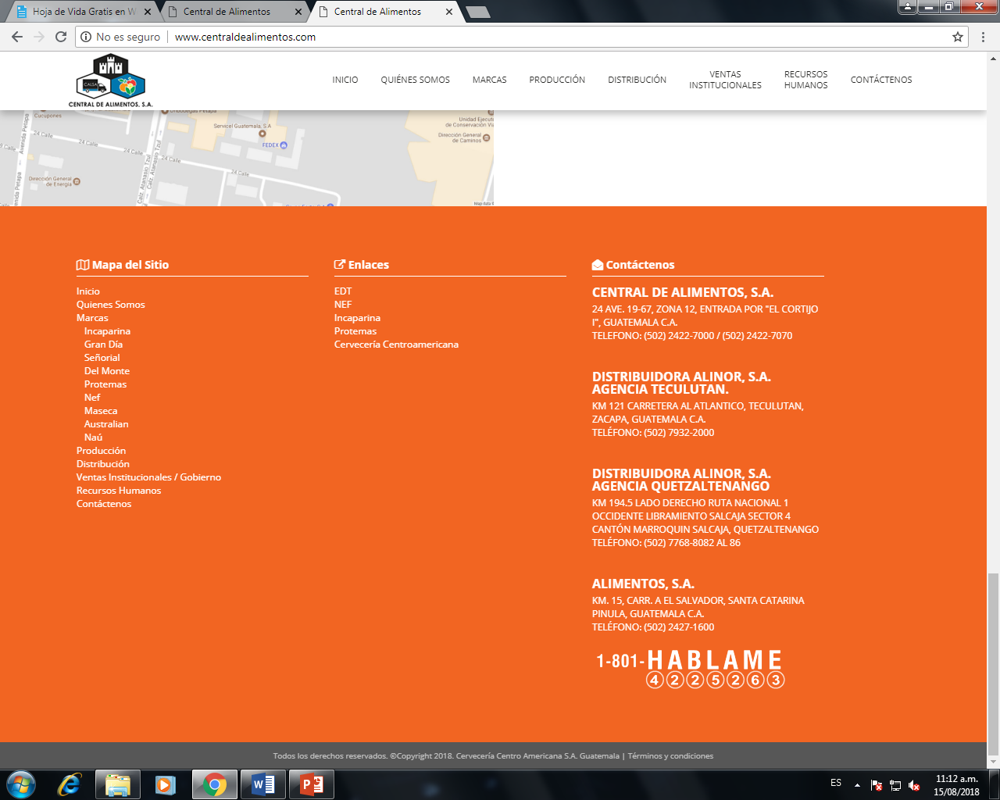 Hoja de Vida Gratis en W
Central de Alimentos
Central de Alimentos
No es seguro
www.centraldealimentos.com
CALSA
CENTRAL DE ALIMENTOS, S.A.
INICIO
QUIÉNES SOMOS
MARCAS
PRODUCCIÓN
DISTRIBUCIÓN
VENTAS
INSTITUCIONALES
RECURSOS
HUMANOS
CONTÁCTENOS
Cucupones
Avenida Petapa
24 Calle
24 Calle
Calz. Atanasio Tzul
Calz. Atanasio Tzul
Servicel Guatemala, S.A
FEDEX
24 Calle
Dirección General
de Energía
Avenida Petapa
Unidad Ejecut
de Conservación Via
Dirección General
de Caminos
Map data ©
Mapa del Sitio
Inicio
Quienes Somos
Marcas
Incaparina
Gran Día
Señorial
Del Monte
Protemas
Nef
Maseca
Australian
Naú
Producción
Distribución
Ventas Institucionales / Gobierno
Recursos Humanos
Contáctenos
Enlaces
EDT
NEF
Incaparina
Protemas
Cervecería Centroamericana
Contáctenos
CENTRAL DE ALIMENTOS, S.A.
24 AVE. 19-67, ZONA 12, ENTRADA POR "EL CORTIJO
I", GUATEMALA C.A.
TELEFONO: (502) 2422-7000 / (502) 2422-7070
DISTRIBUIDORA ALINOR, S.A.
AGENCIA TECULUTAN.
KM 121 CARRETERA AL ATLANTICO, TECULUTAN,
ZACAPA, GUATEMALA C.A.
TELÉFONO: (502) 7932-2000
DISTRIBUIDORA ALINOR, S.A.
AGENCIA QUETZALTENANGO
KM 194.5 LADO DERECHO RUTA NACIONAL 1
OCCIDENTE LIBRAMIENTO SALCAJA SECTOR 4
CANTÓN MARROQUIN SALCAJA, QUETZALTENANGO
TELÉFONO: (502) 7768-8082 AL 86
ALIMENTOS, S.A.
KM. 15, CARR. A EL SALVADOR, SANTA CATARINA
PINULA, GUATEMALA C.A.
TELÉFONO: (502) 2427-1600
1-801-HABLAME
4225263
Todos los derechos reservados. ©Copyright 2018. Cervecería Centro Americana S.A. Guatemala | Términos y condiciones
ES
11:12 a.m.
15/08/2018